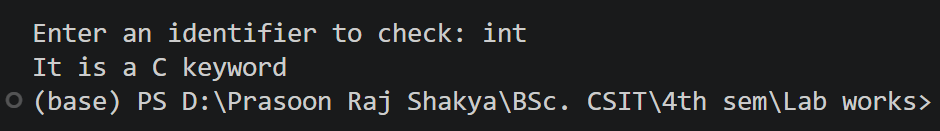 Enter an identifier to check: int
It is a C keyword
(base) PS D:\Prasoon Raj Shakya\BSc. CSIT\4th sem\Lab works>